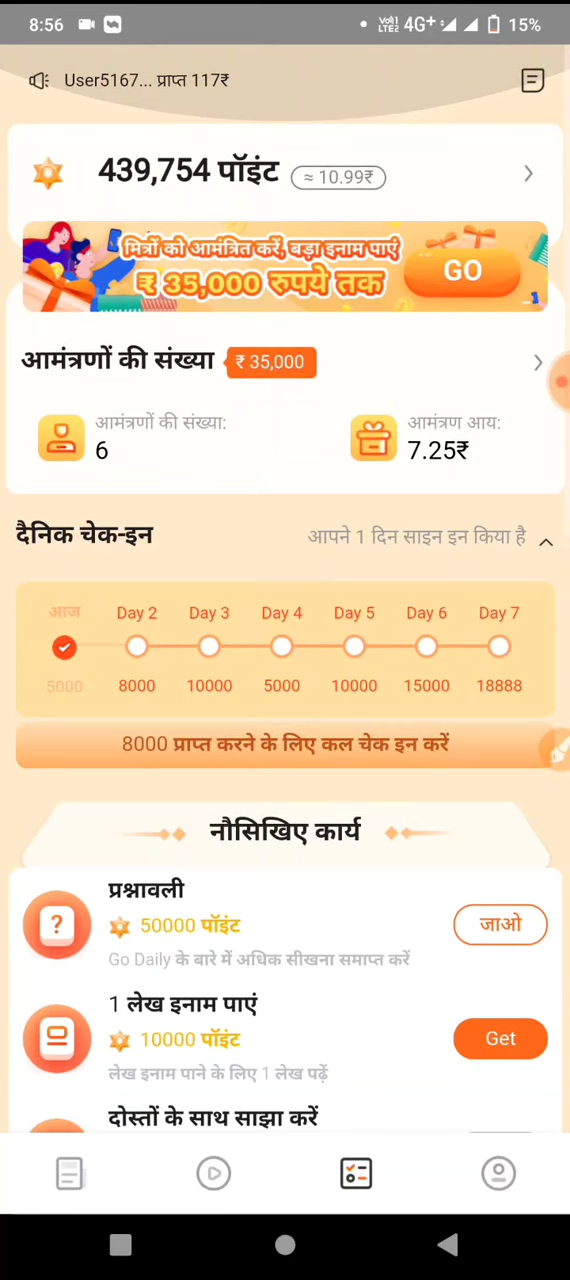 8:56 Vo)) LTE2 4G+ 15%
User5167... प्राप्त 117₹
439,754 पॉइंट ≈ 10.99₹
मित्रों को आमंत्रित करें, बड़ा इनाम पाएं
₹ 35,000 रुपये तक
GO
आमंत्रणों की संख्या ₹ 35,000
आमंत्रणों की संख्या: आमंत्रण आय:
6 7.25₹
दैनिक चेक-इन आपने 1 दिन साइन इन किया है
आज Day 2 Day 3 Day 4 Day 5 Day 6 Day 7
5000 8000 10000 5000 10000 15000 18888
8000 प्राप्त करने के लिए कल चेक इन करें
नौसिखिए कार्य
प्रश्नावली
? 50000 पॉइंट जाओ
Go Daily के बारे में अधिक सीखना समाप्त करें
1 लेख इनाम पाएं
10000 पॉइंट Get
लेख इनाम पाने के लिए 1 लेख पढ़ें
दोस्तों के साथ साझा करें